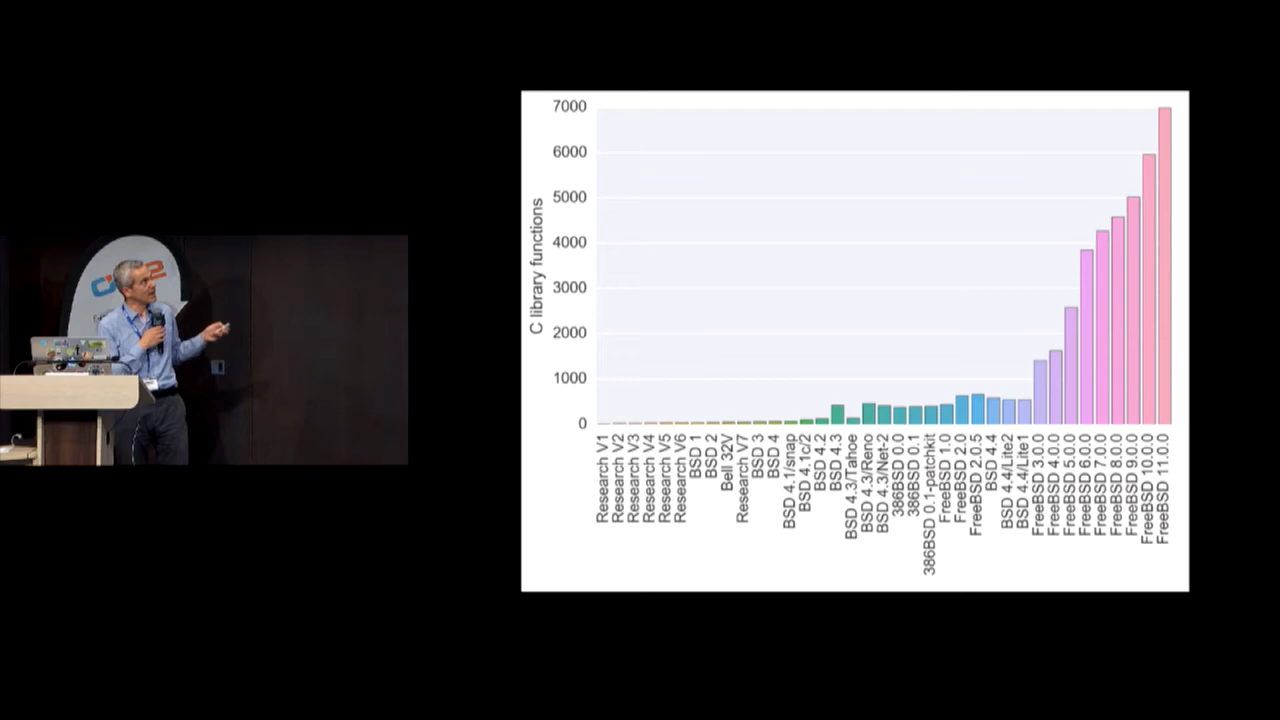 7000
6000
5000
4000
3000
2000
1000
0
C library functions
Research V1
Research V2
Research V3
Research V4
Research V5
Research V6
BSD 1
BSD 2
Bell 32V
Research V7
BSD 3
BSD 4
BSD 4.1/snap
BSD 4.1c/2
BSD 4.2
BSD 4.3
BSD 4.3/Tahoe
BSD 4.3/Reno
BSD 4.3/Net-2
386BSD 0.0
386BSD 0.1
386BSD 0.1-patchkit
FreeBSD 1.0
FreeBSD 2.0
FreeBSD 2.0.5
BSD 4.4
BSD 4.4/Lite2
BSD 4.4/Lite1
FreeBSD 3.0.0
FreeBSD 4.0.0
FreeBSD 5.0.0
FreeBSD 6.0.0
FreeBSD 7.0.0
FreeBSD 8.0.0
FreeBSD 9.0.0
FreeBSD 10.0.0
FreeBSD 11.0.0